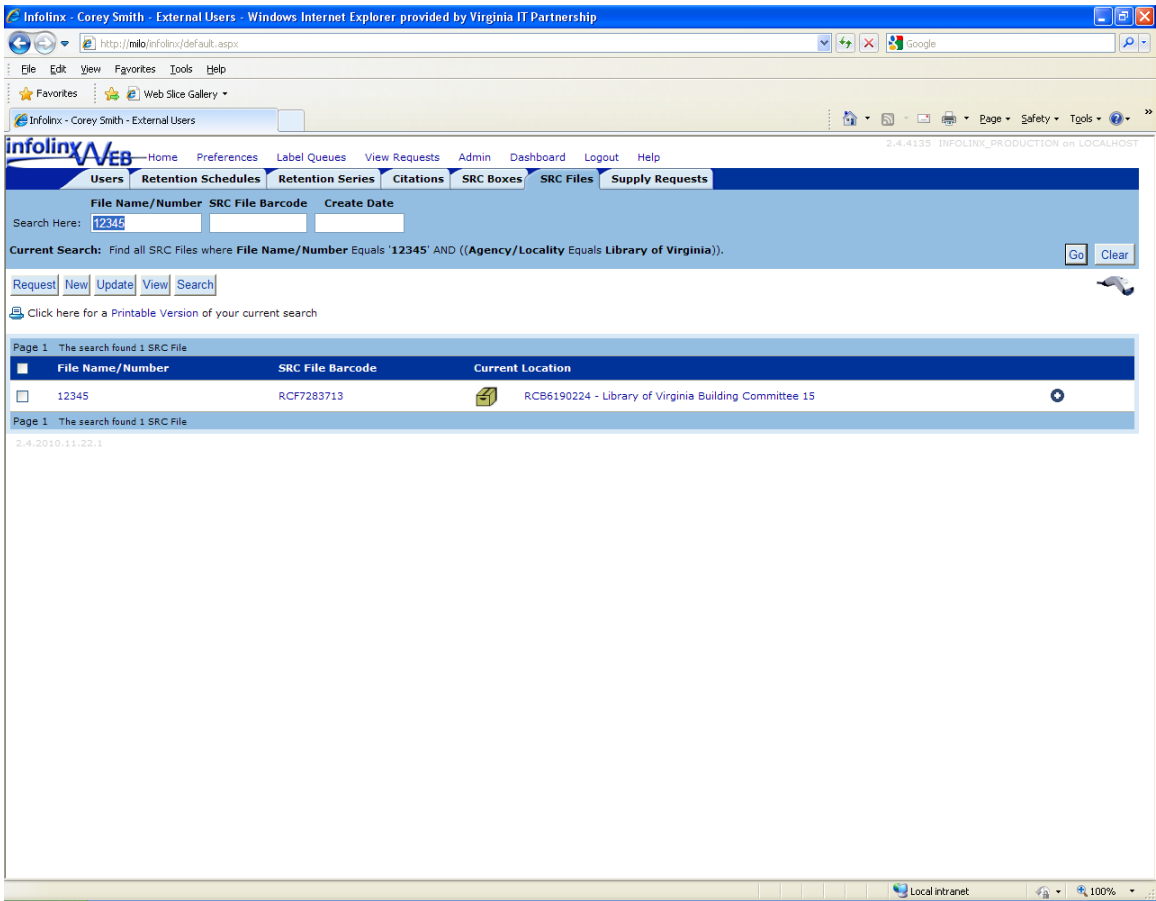 Infolinx - Corey Smith - External Users - Windows Internet Explorer provided by Virginia IT Partnership
http://milo/infolinx/default.aspx Google
File Edit View Favorites Tools Help
Favorites Web Slice Gallery
Infolinx - Corey Smith - External Users Page Safety Tools »
infolinx WEB Home Preferences Label Queues View Requests Admin Dashboard Logout Help 2.4.4135 INFOLINX_PRODUCTION on LOCALHOST
Users Retention Schedules Retention Series Citations SRC Boxes SRC Files Supply Requests
File Name/Number SRC File Barcode Create Date
Search Here: 12345
Current Search: Find all SRC Files where File Name/Number Equals '12345' AND ((Agency/Locality Equals Library of Virginia)). Go Clear
Request New Update View Search
Click here for a Printable Version of your current search
Page 1 The search found 1 SRC File
File Name/Number SRC File Barcode Current Location
12345 RCF7283713 RCB6190224 - Library of Virginia Building Committee 15
Page 1 The search found 1 SRC File
2.4.2010.11.22.1
Local intranet 100%